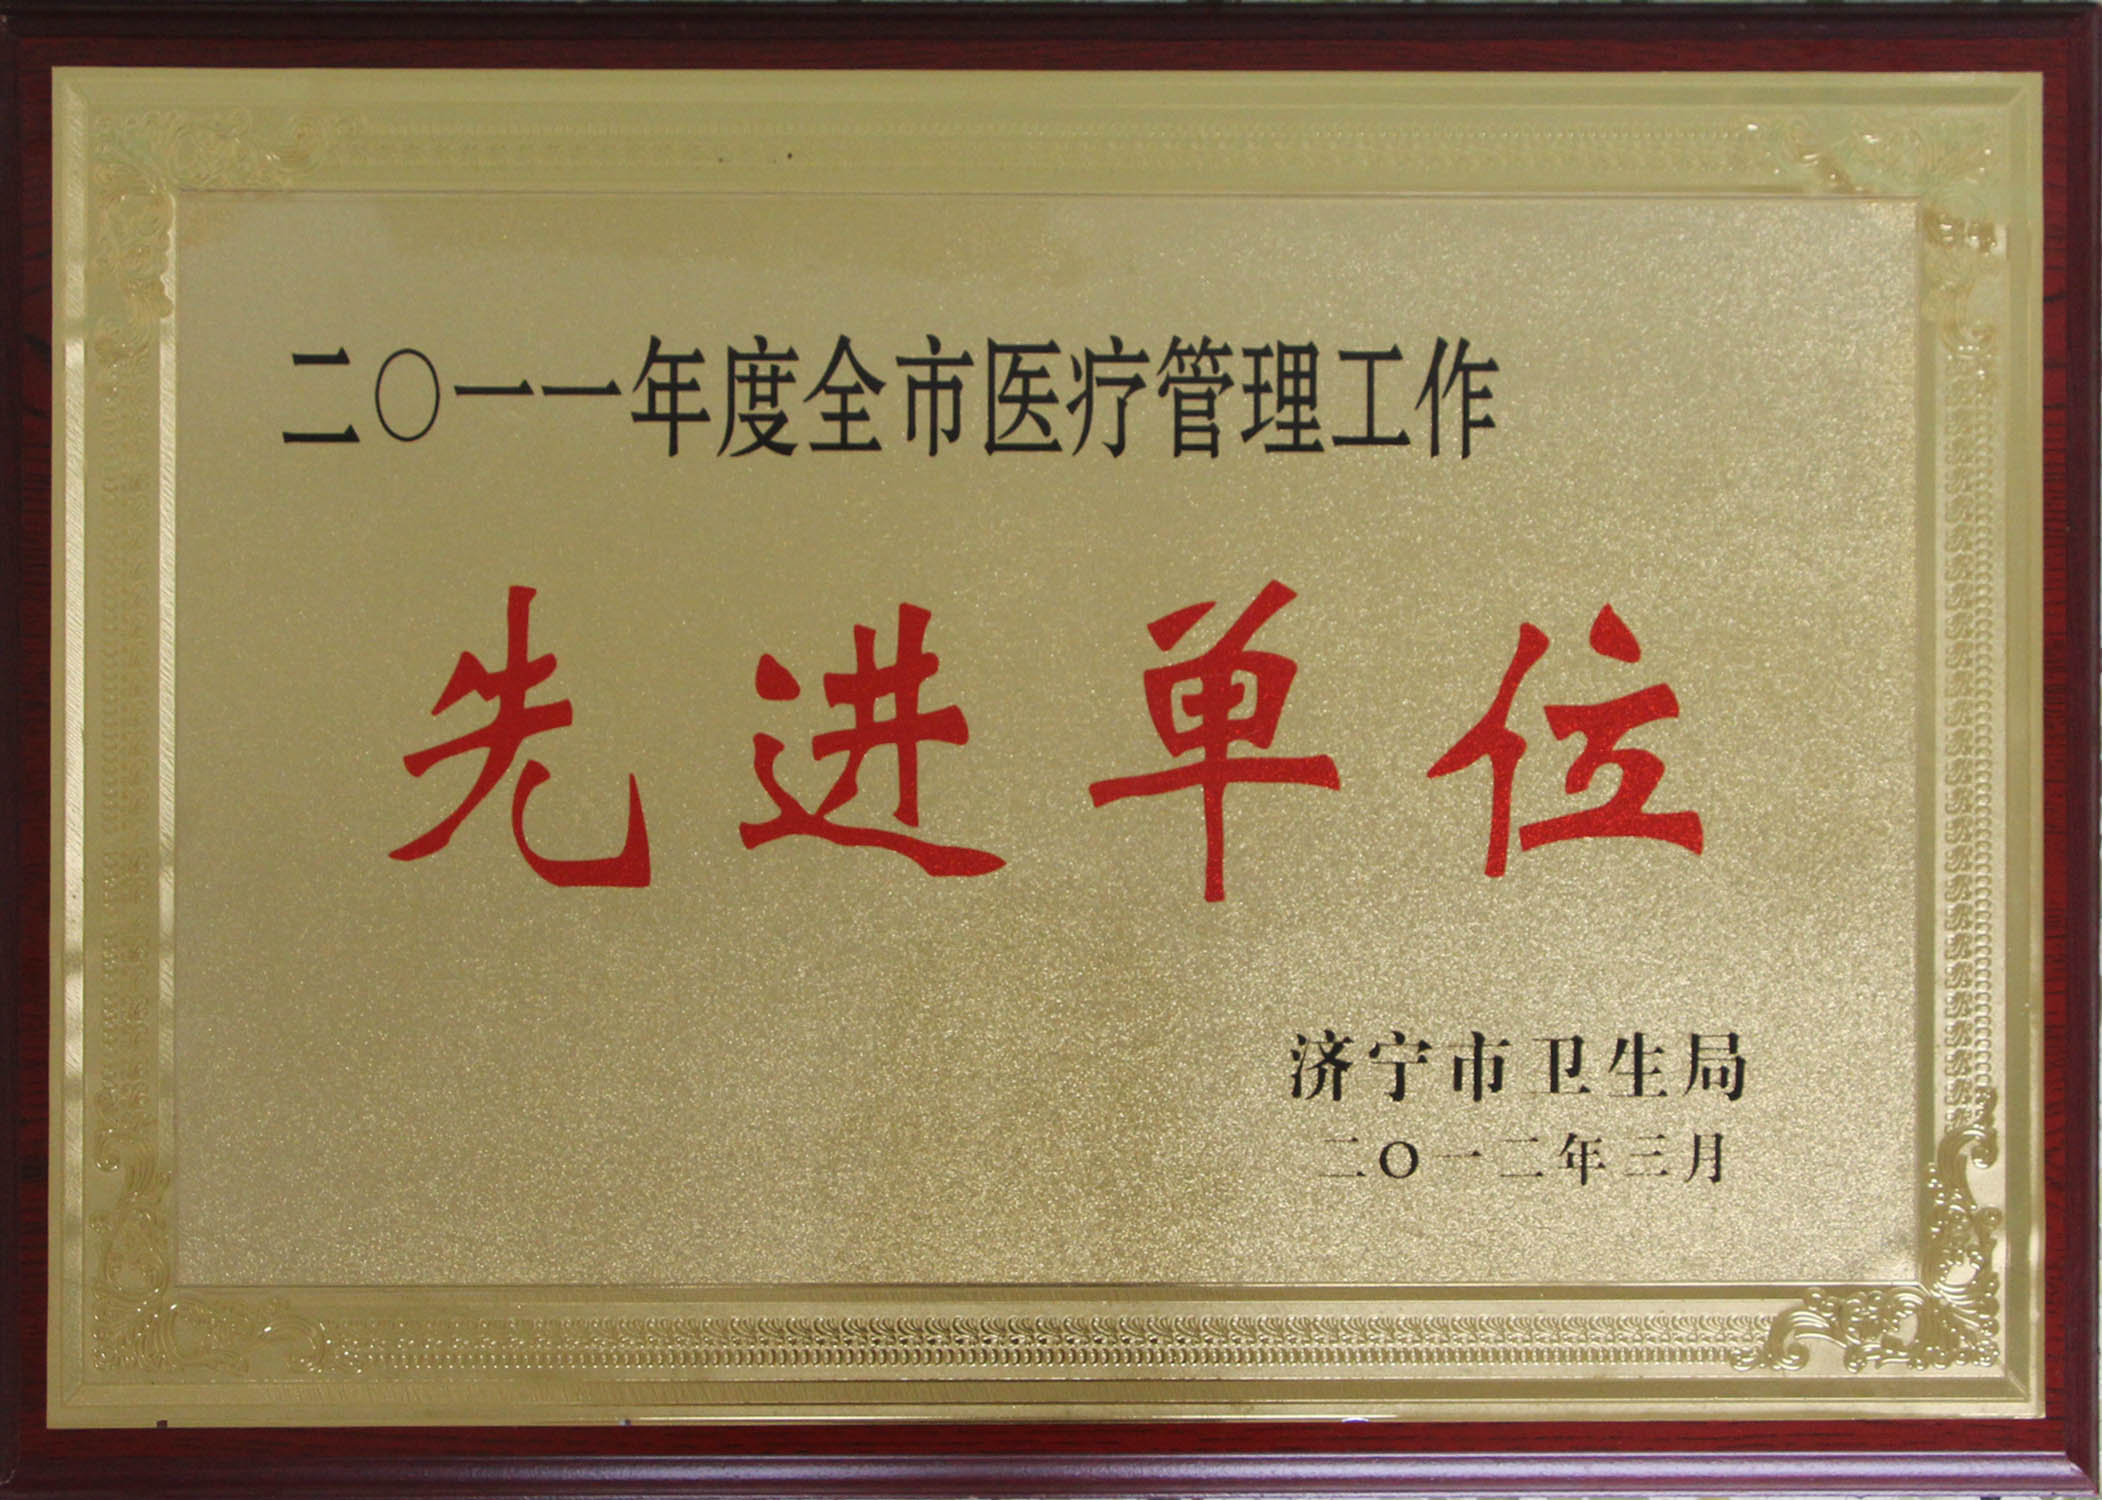 二〇一一年度全市医疗管理工作
先进单位
济宁市卫生局
二〇一二年三月